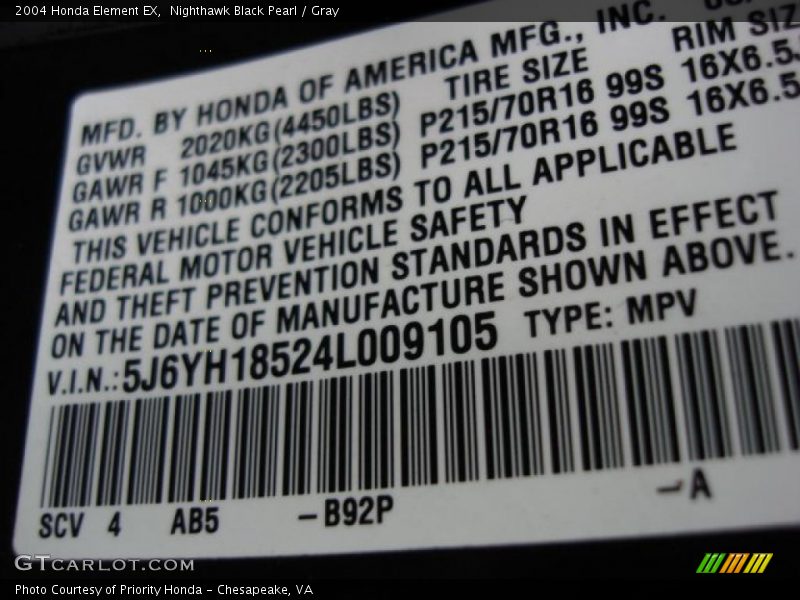 2004 Honda Element EX, Nighthawk Black Pearl / Gray
MFD. BY HONDA OF AMERICA MFG., INC.
GVWR 2020KG(4450LBS) TIRE SIZE RIM SIZ
GAWR F 1045KG(2300LBS) P215/70R16 99S 16X6.5
GAWR R 1000KG(2205LBS) P215/70R16 99S 16X6.5
THIS VEHICLE CONFORMS TO ALL APPLICABLE
FEDERAL MOTOR VEHICLE SAFETY
AND THEFT PREVENTION STANDARDS IN EFFECT
ON THE DATE OF MANUFACTURE SHOWN ABOVE.
V.I.N.:5J6YH18524L009105 TYPE: MPV
SCV 4 AB5 -B92P -A
GTCARLOT.COM
Photo Courtesy of Priority Honda - Chesapeake, VA